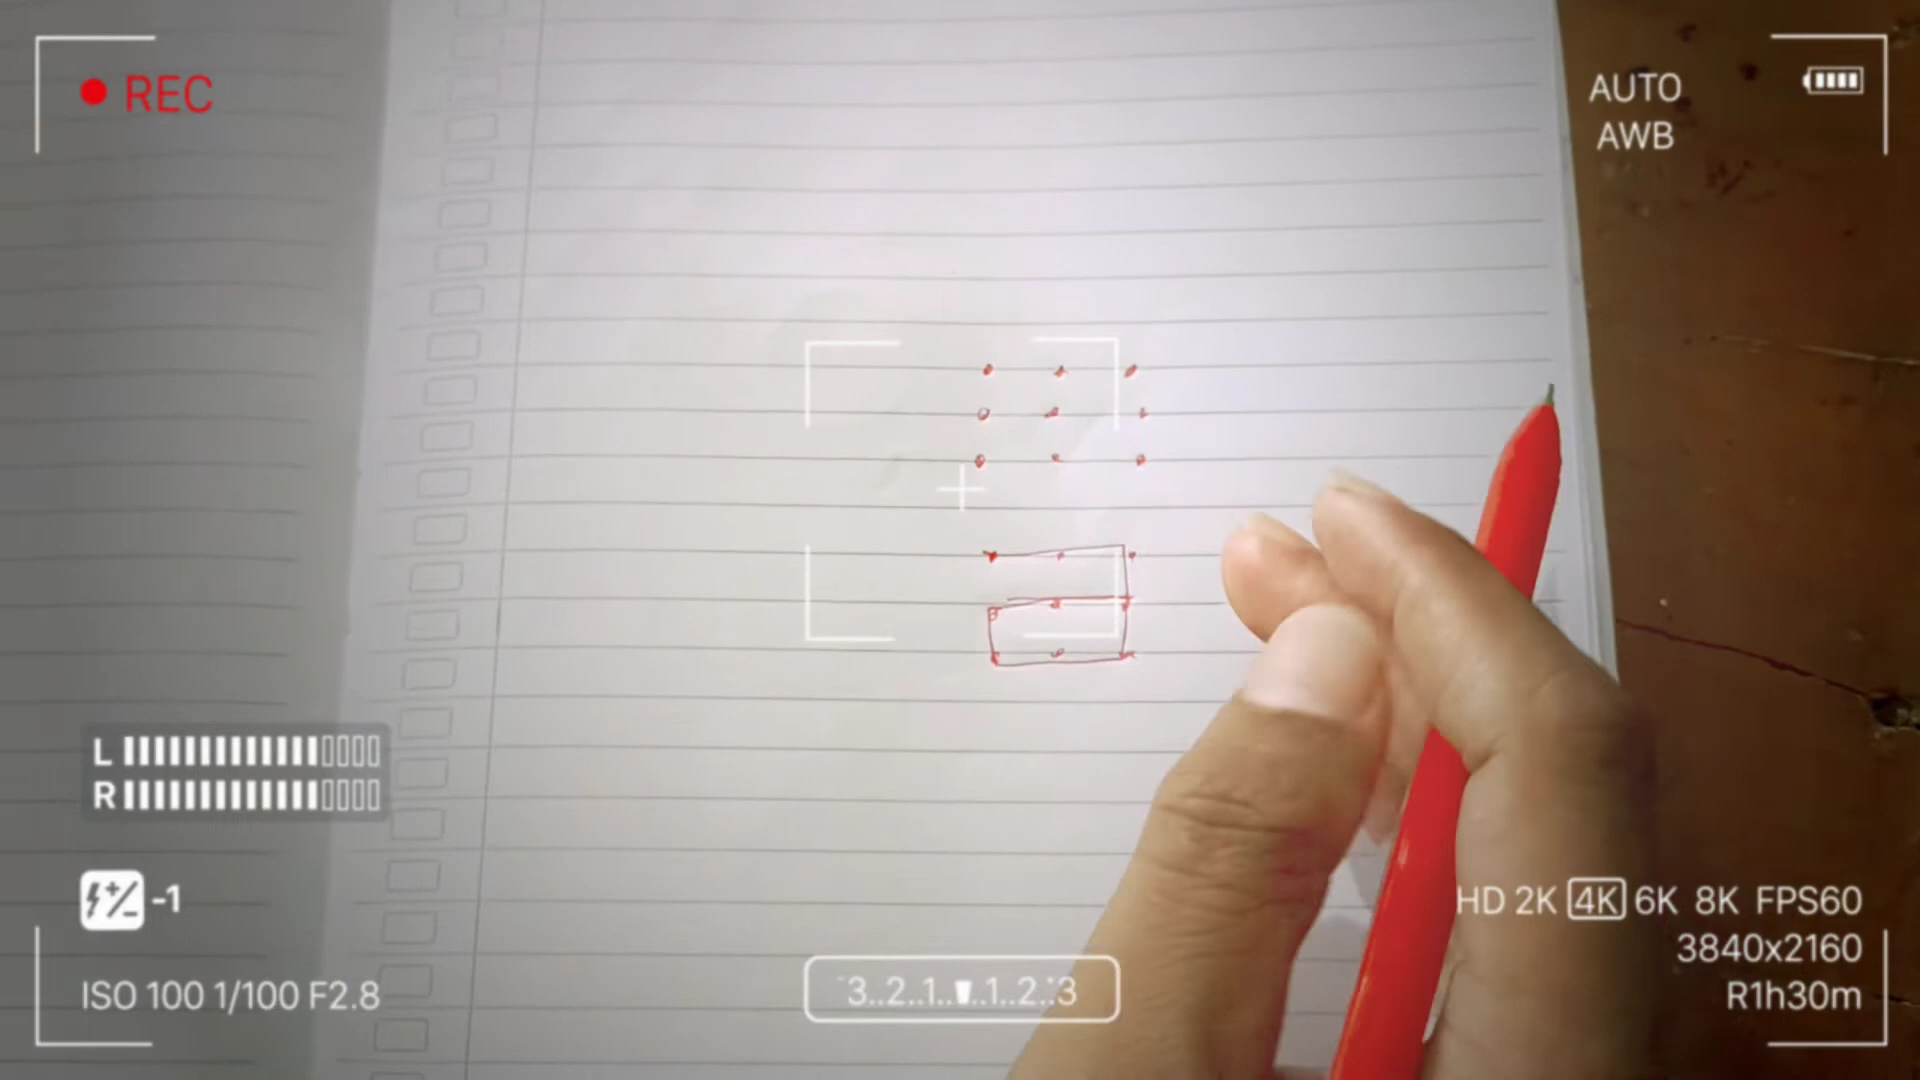 REC
AUTO
AWB
L
R
-1
ISO 100 1/100 F2.8
3..2..1..▼..1..2..3
HD 2K 4K 6K 8K FPS60
3840x2160
R1h30m